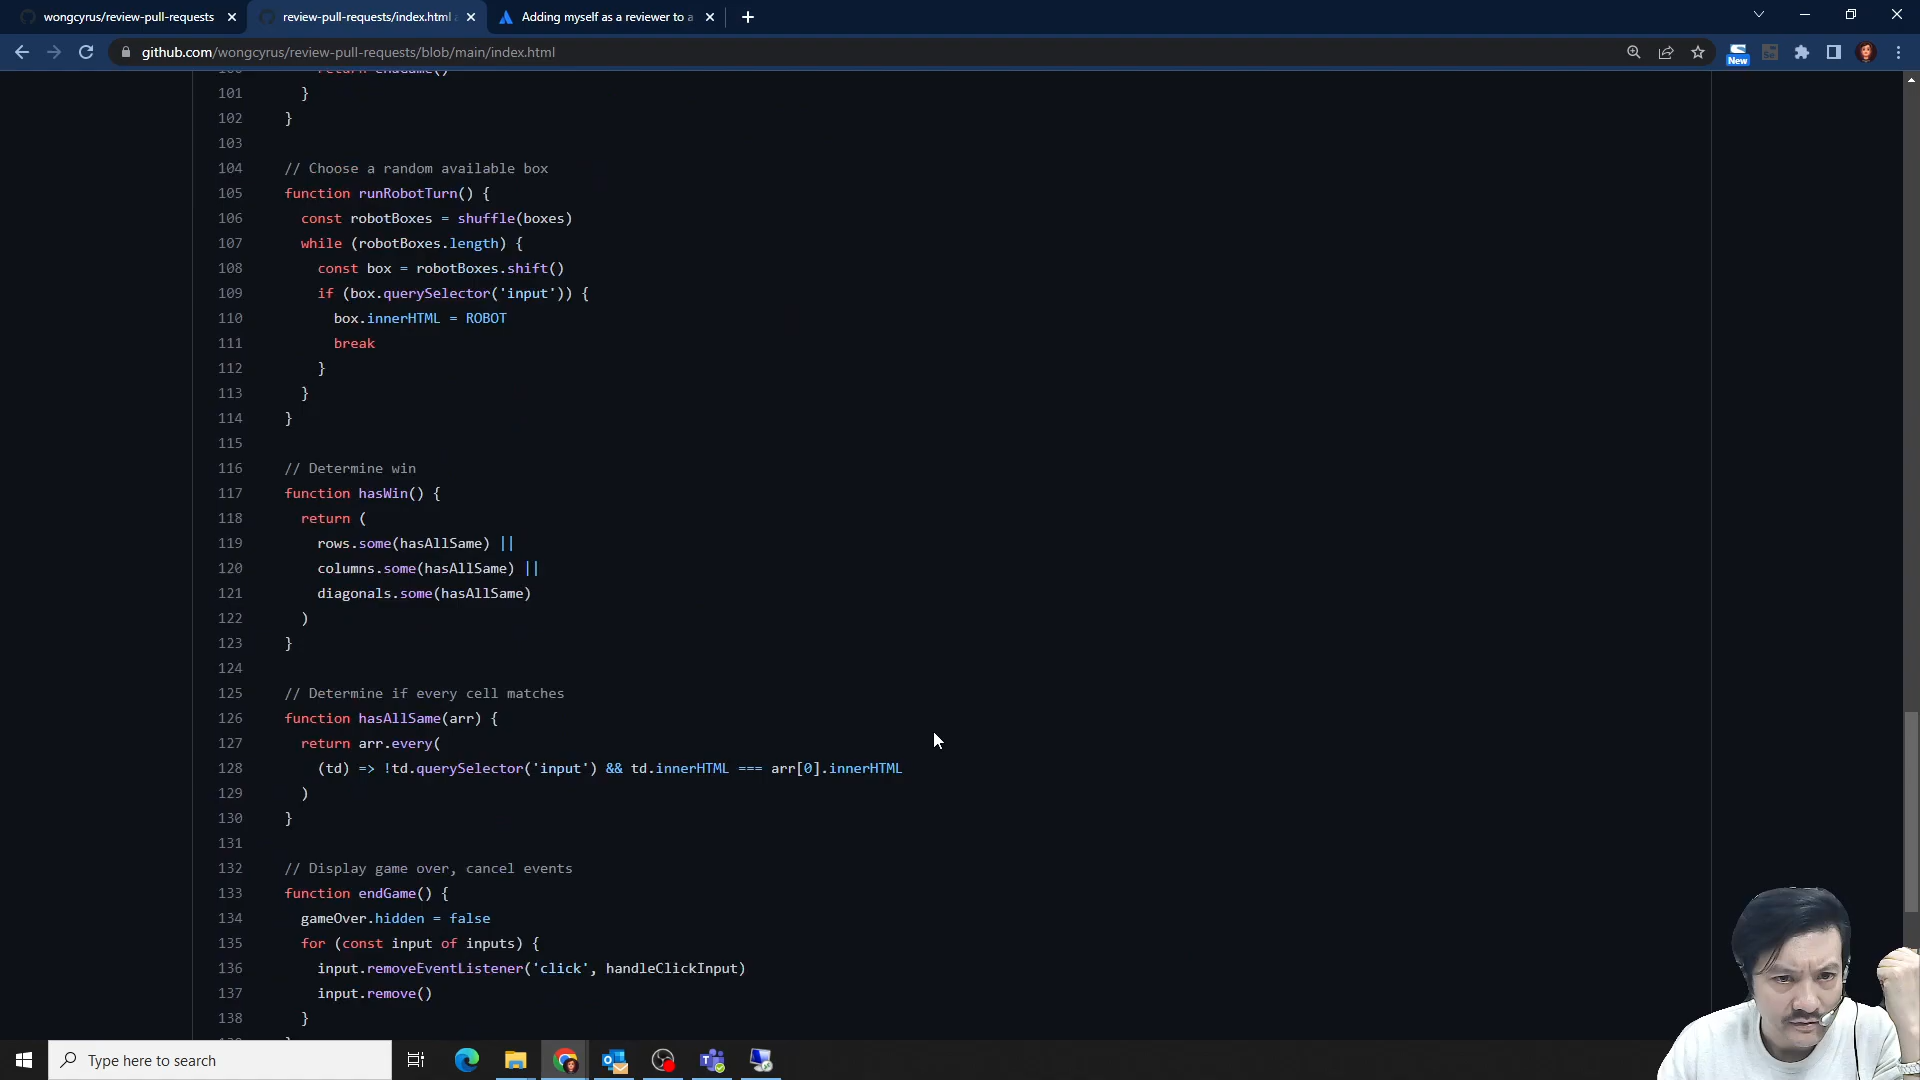 wongcyrus/review-pull-requests
review-pull-requests/index.html
Adding myself as a reviewer to a
github.com/wongcyrus/review-pull-requests/blob/main/index.html
New
100 return endGame()
101 }
102 }
103
104 // Choose a random available box
105 function runRobotTurn() {
106 const robotBoxes = shuffle(boxes)
107 while (robotBoxes.length) {
108 const box = robotBoxes.shift()
109 if (box.querySelector('input')) {
110 box.innerHTML = ROBOT
111 break
112 }
113 }
114 }
115
116 // Determine win
117 function hasWin() {
118 return (
119 rows.some(hasAllSame) ||
120 columns.some(hasAllSame) ||
121 diagonals.some(hasAllSame)
122 )
123 }
124
125 // Determine if every cell matches
126 function hasAllSame(arr) {
127 return arr.every(
128 (td) => !td.querySelector('input') && td.innerHTML === arr[0].innerHTML
129 )
130 }
131
132 // Display game over, cancel events
133 function endGame() {
134 gameOver.hidden = false
135 for (const input of inputs) {
136 input.removeEventListener('click', handleClickInput)
137 input.remove()
138 }
Type here to search